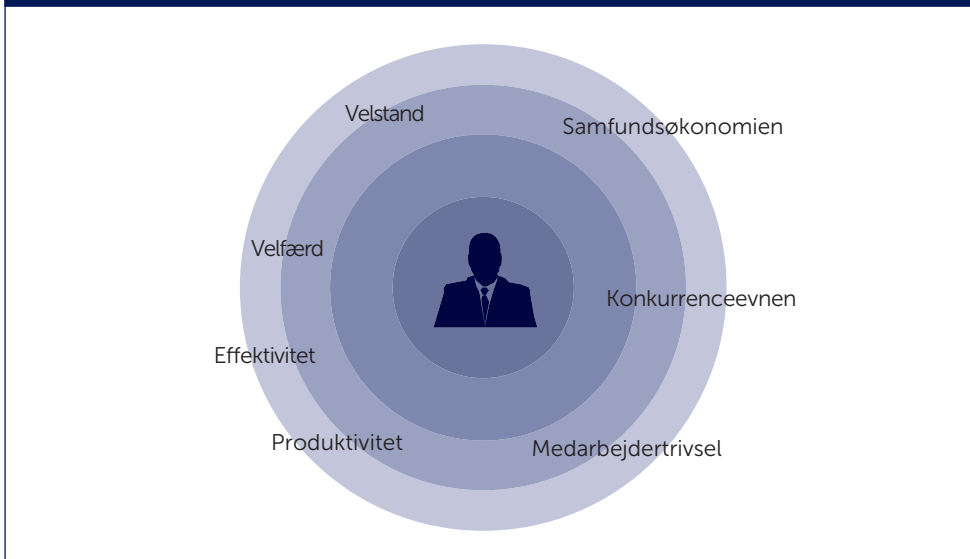 Velstand
Samfundsøkonomien
Velfærd
Konkurrenceevnen
Effektivitet
Produktivitet
Medarbejdertrivsel